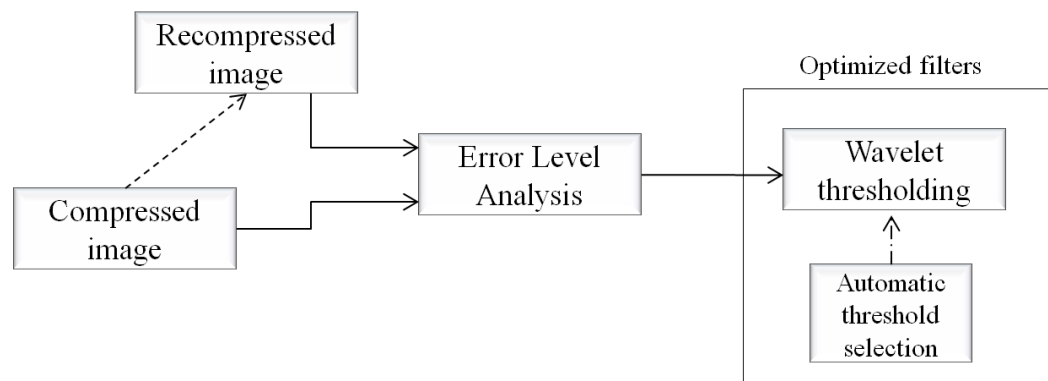 Recompressed
image
Optimized filters
Error Level
Analysis
Wavelet
thresholding
Compressed
image
Automatic
threshold
selection